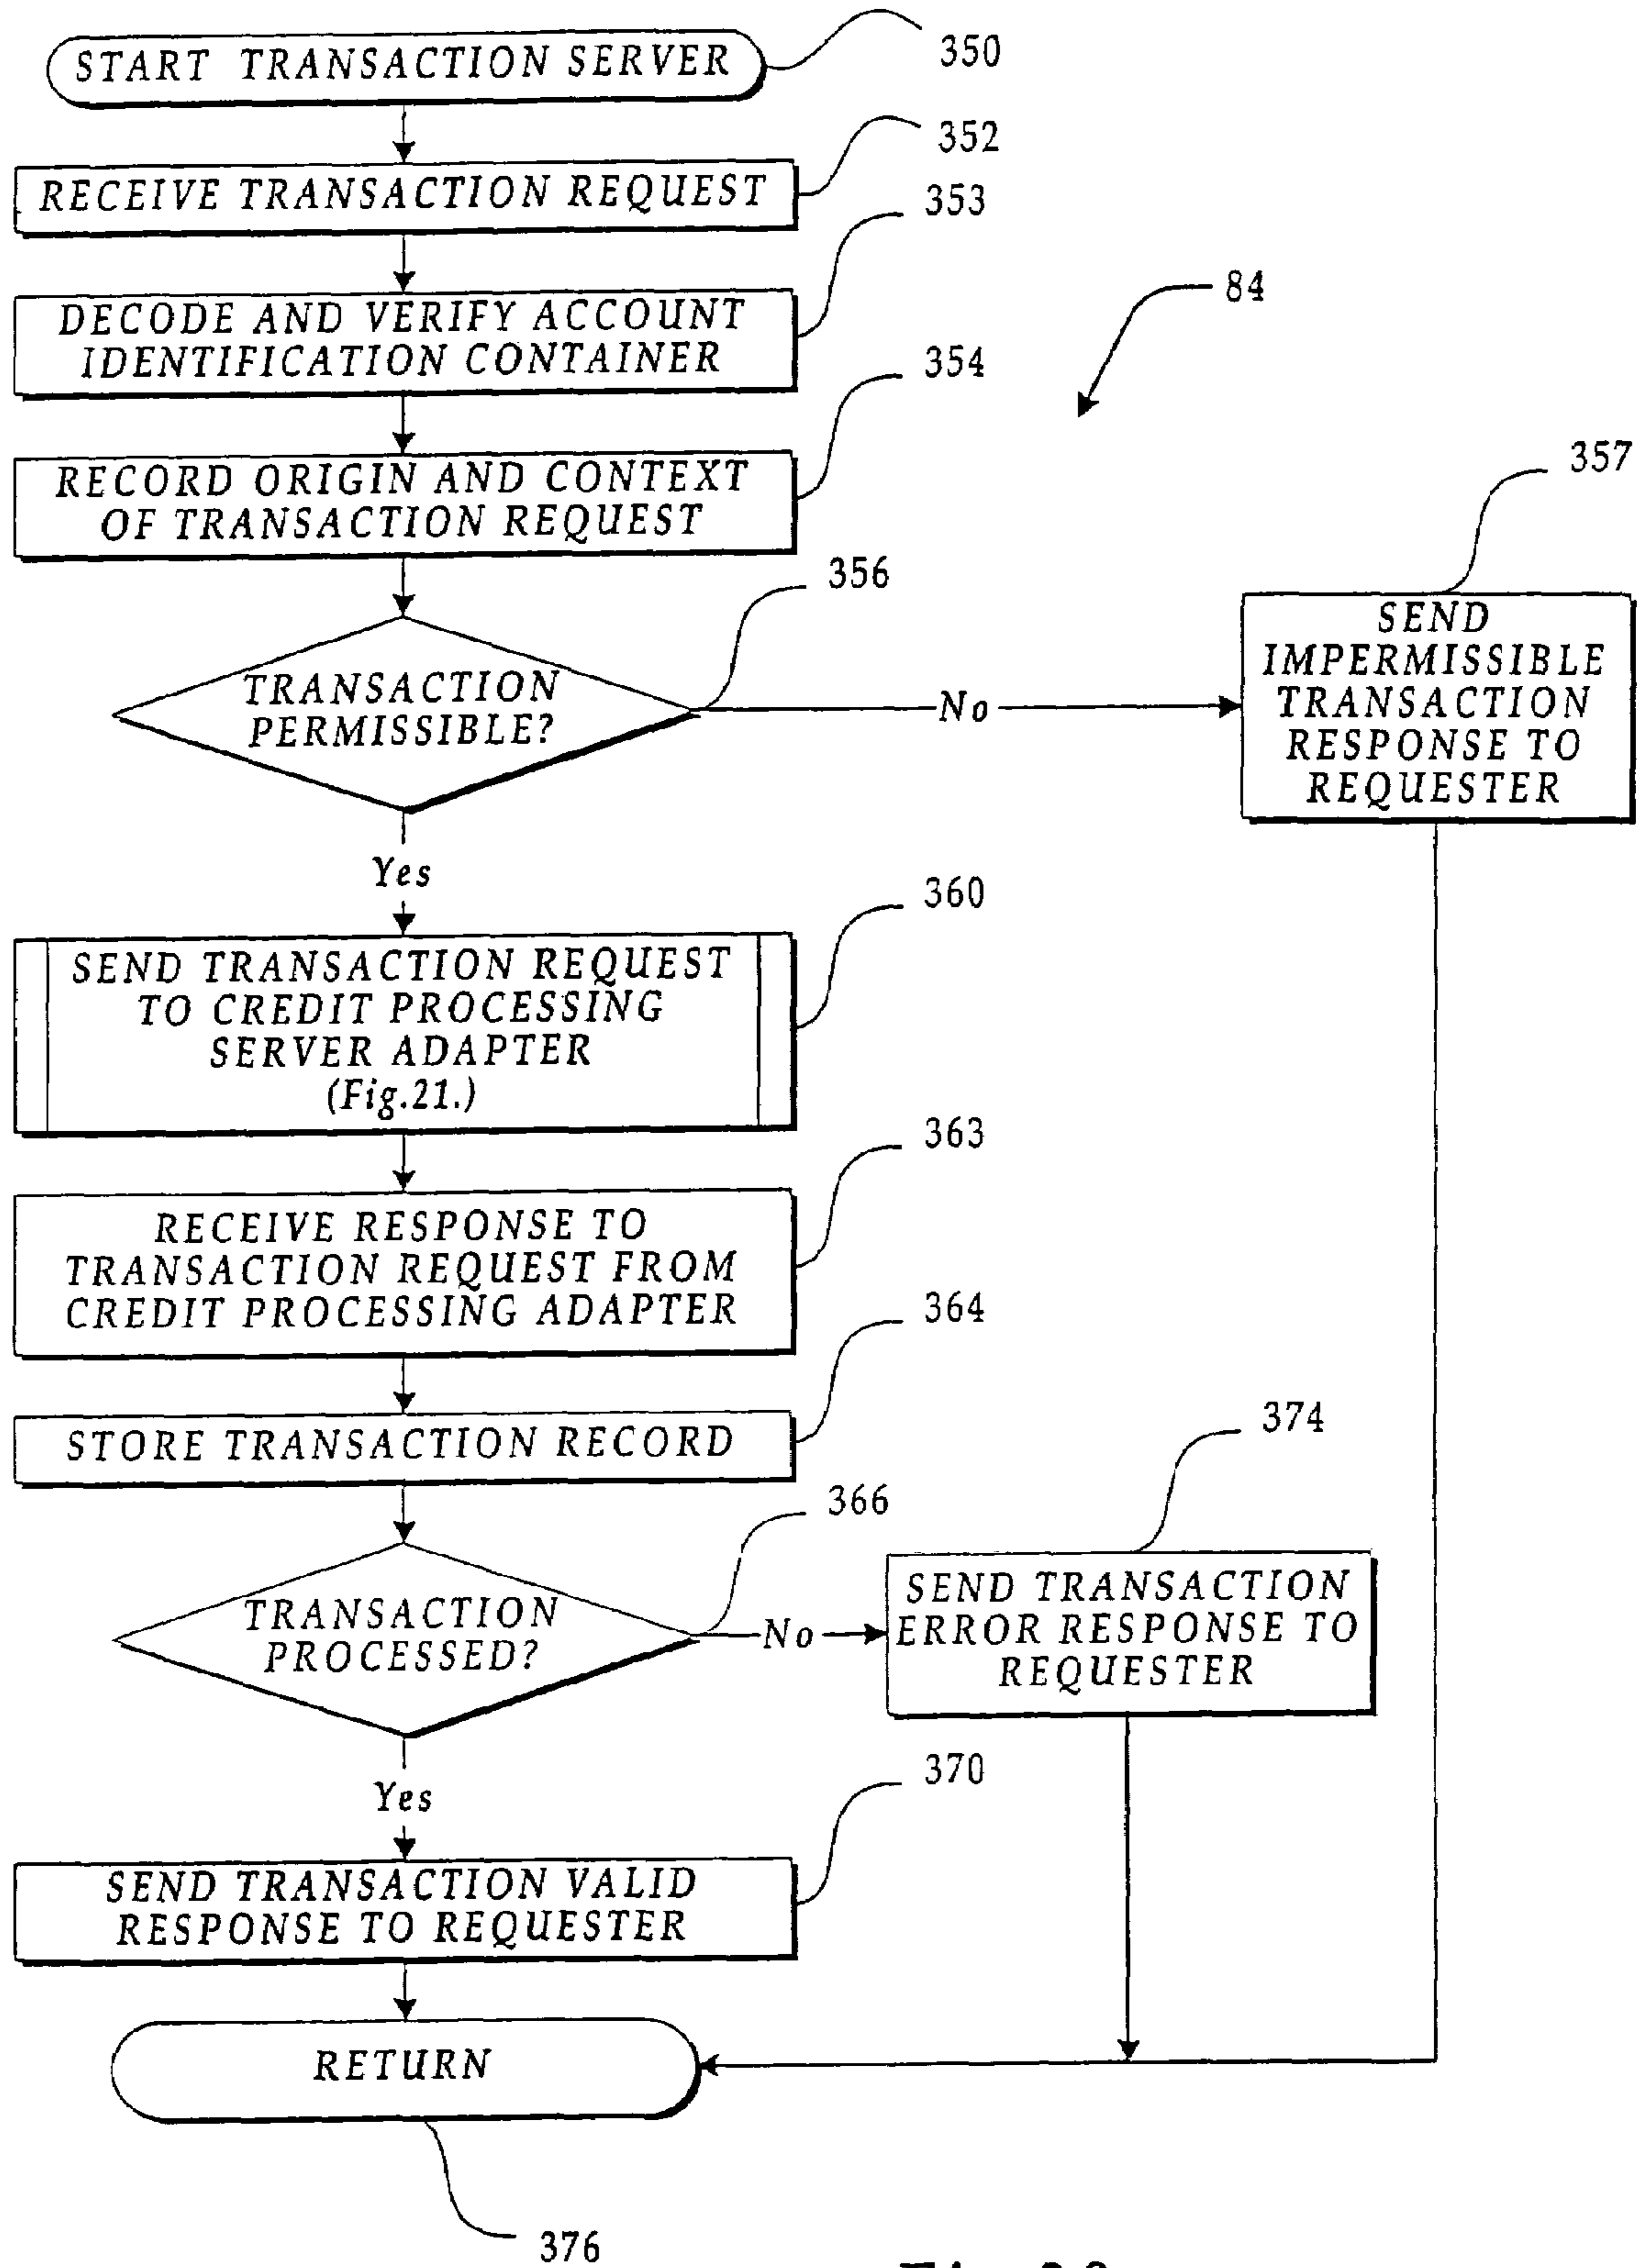 START TRANSACTION SERVER
350
RECEIVE TRANSACTION REQUEST
352
DECODE AND VERIFY ACCOUNT
IDENTIFICATION CONTAINER
353
84
RECORD ORIGIN AND CONTEXT
OF TRANSACTION REQUEST
354
TRANSACTION
PERMISSIBLE?
356
No
SEND
IMPERMISSIBLE
TRANSACTION
RESPONSE TO
REQUESTER
357
Yes
SEND TRANSACTION REQUEST
TO CREDIT PROCESSING
SERVER ADAPTER
(Fig.21.)
360
RECEIVE RESPONSE TO
TRANSACTION REQUEST FROM
CREDIT PROCESSING ADAPTER
363
STORE TRANSACTION RECORD
364
TRANSACTION
PROCESSED?
366
No
SEND TRANSACTION
ERROR RESPONSE TO
REQUESTER
374
Yes
SEND TRANSACTION VALID
RESPONSE TO REQUESTER
370
RETURN
376